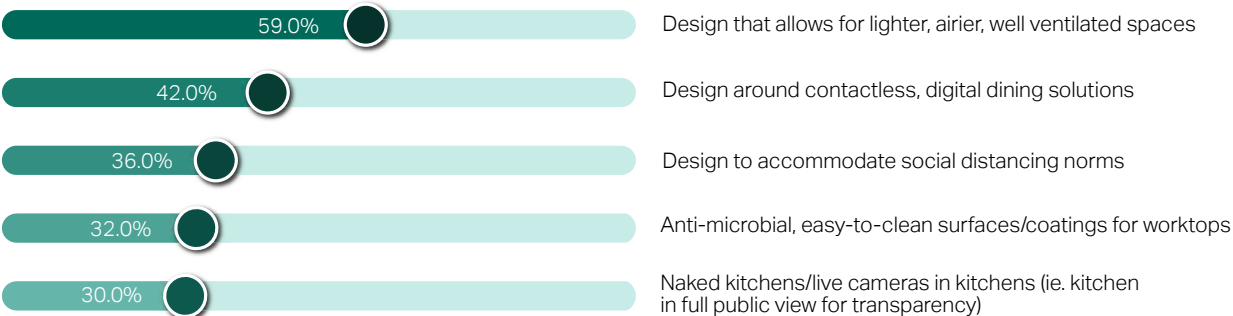 59.0%
Design that allows for lighter, airier, well ventilated spaces
42.0%
Design around contactless, digital dining solutions
36.0%
Design to accommodate social distancing norms
32.0%
Anti-microbial, easy-to-clean surfaces/coatings for worktops
30.0%
Naked kitchens/live cameras in kitchens (ie. kitchen
in full public view for transparency)